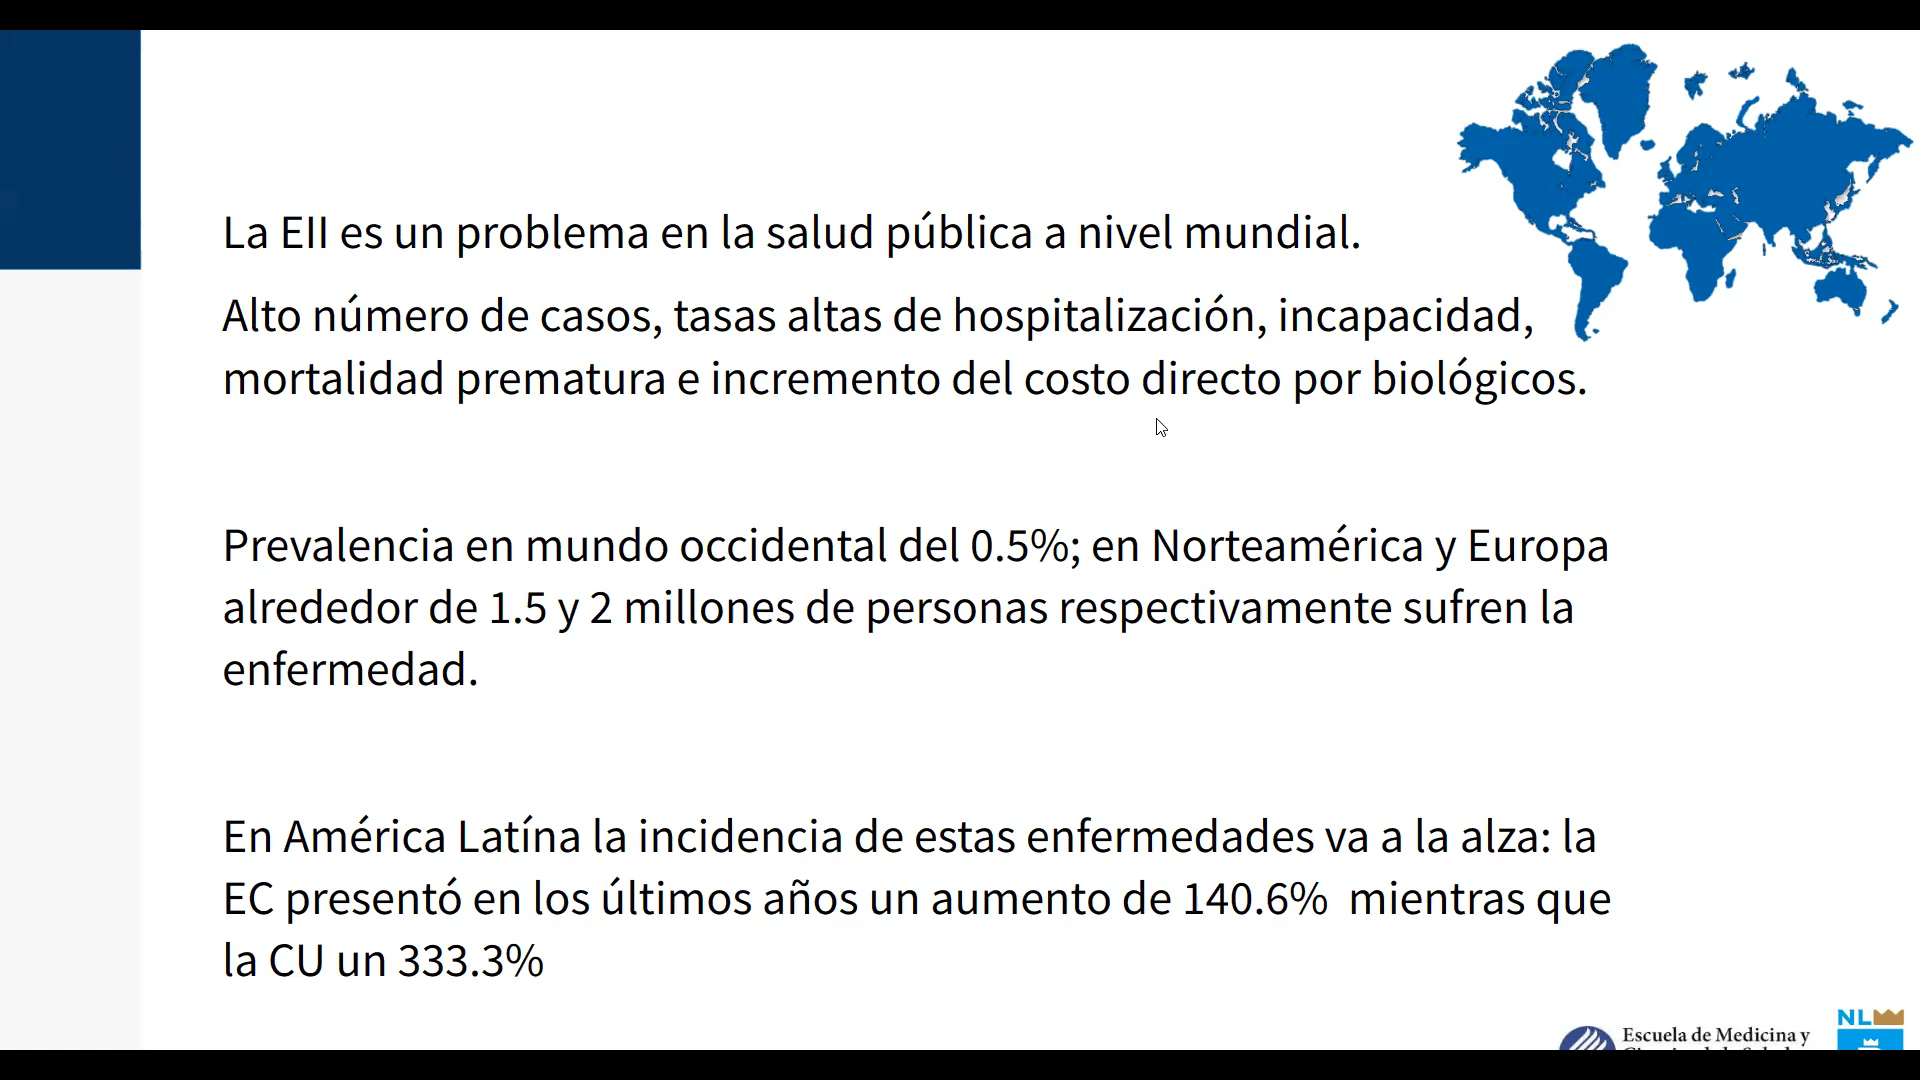 La EII es un problema en la salud pública a nivel mundial.
Alto número de casos, tasas altas de hospitalización, incapacidad,
mortalidad prematura e incremento del costo directo por biológicos.
Prevalencia en mundo occidental del 0.5%; en Norteamérica y Europa
alrededor de 1.5 y 2 millones de personas respectivamente sufren la
enfermedad.
En América Latína la incidencia de estas enfermedades va a la alza: la
EC presentó en los últimos años un aumento de 140.6% mientras que
la CU un 333.3%
Escuela de Medicina y
NL